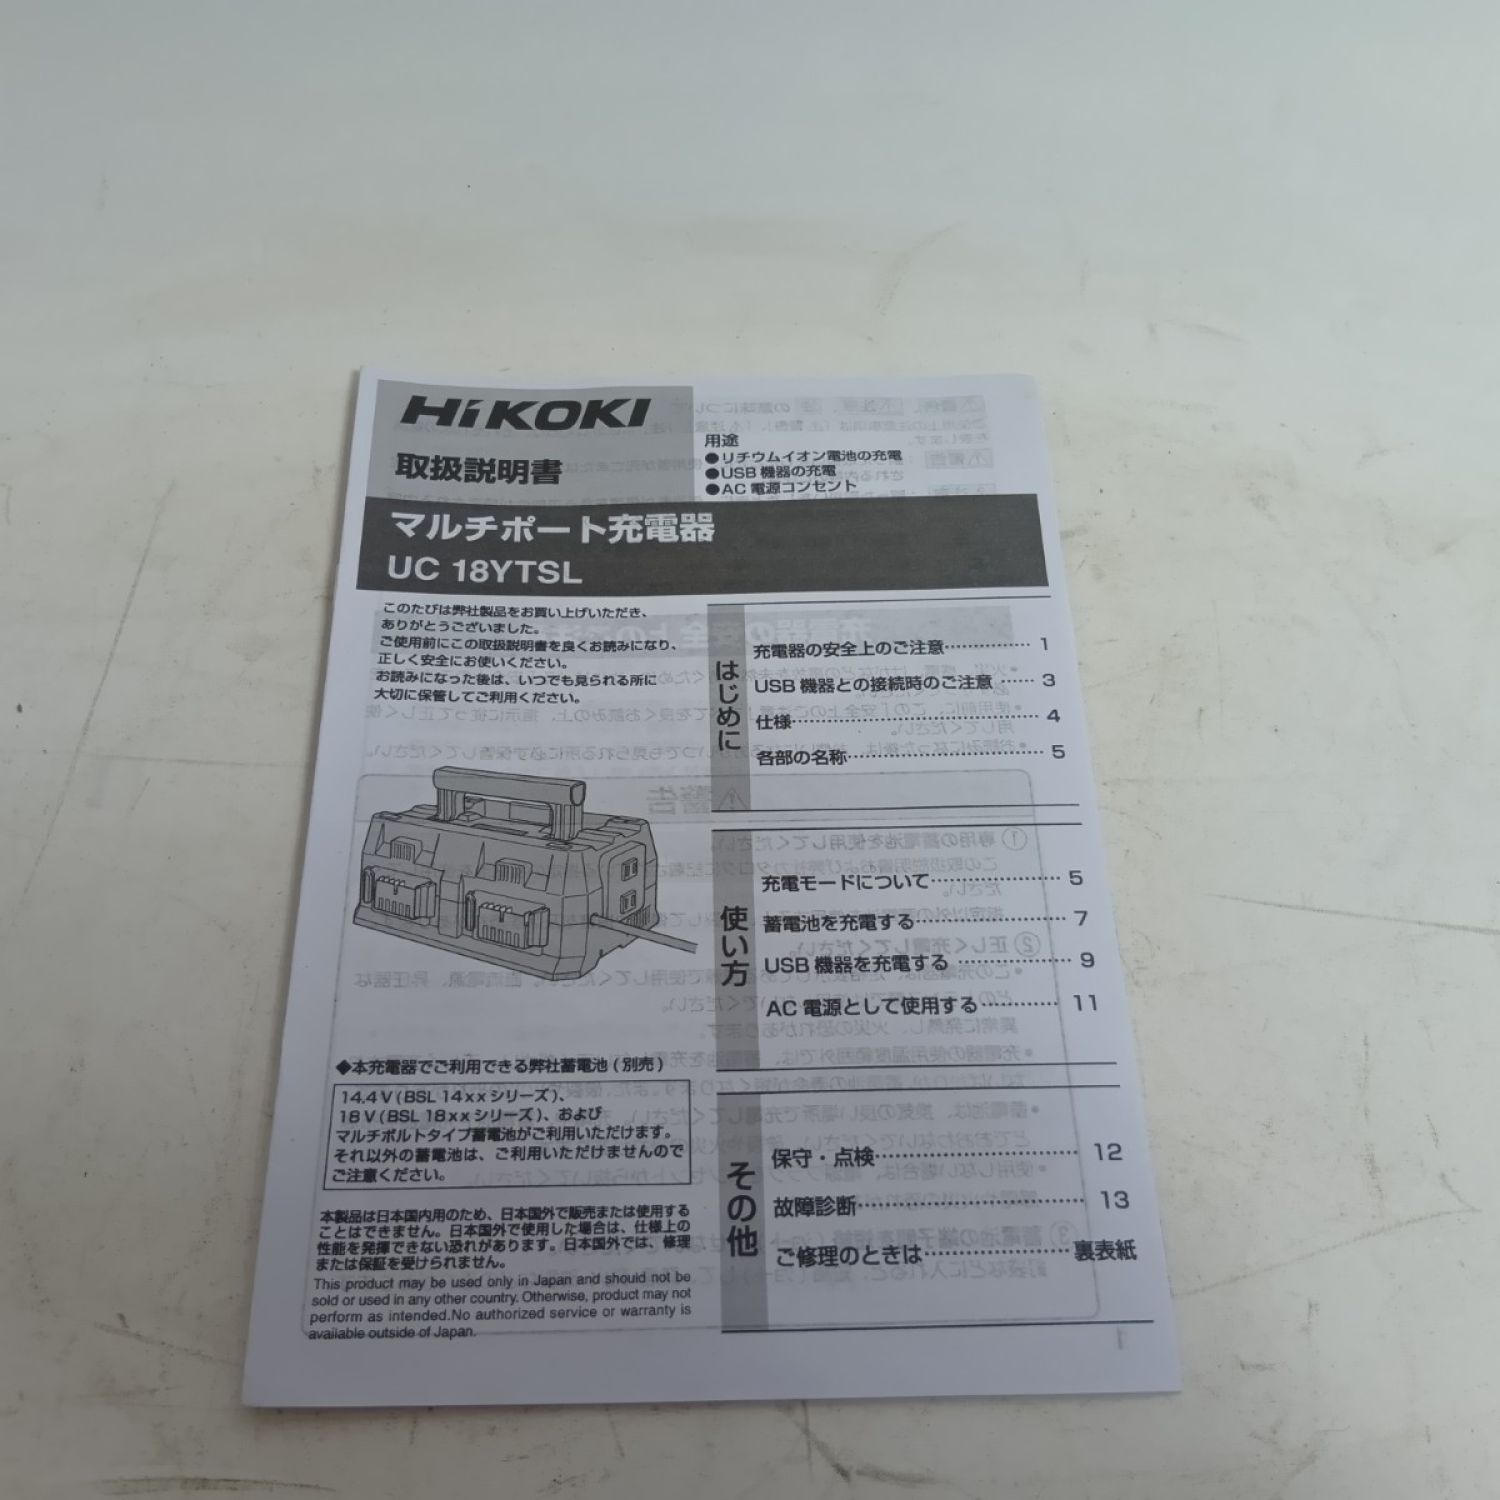 HiKOKI
取扱説明書
用途
●リチウムイオン電池の充電
●USB 機器の充電
●AC 電源コンセント
マルチポート充電器
UC 18YTSL
このたびは弊社製品をお買い上げいただき、
ありがとうございました。
ご使用前にこの取扱説明書を良くお読みになり、
正しく安全にお使いください。
お読みになった後は、いつでも見られる所に
大切に保管してご利用ください。
◆本充電器でご利用できる弊社蓄電池（別売）
14.4 V（BSL 14xxシリーズ）、
18 V（BSL 18xxシリーズ）、および
マルチボルトタイプ蓄電池がご利用いただけます。
それ以外の蓄電池は、ご利用いただけませんので
ご注意ください。
本製品は日本国内用のため、日本国外で販売または使用する
ことはできません。日本国外で使用した場合は、仕様上の
性能を発揮できない恐れがあります。日本国外では、修理
または保証を受けられません。
This product may be used only in Japan and should not be
sold or used in any other country. Otherwise, product may not
perform as intended.No authorized service or warranty is
available outside of Japan.
はじめに
充電器の安全上のご注意……………1
USB 機器との接続時のご注意……3
仕様……………………………………4
各部の名称……………………………5
使い方
充電モードについて…………………5
蓄電池を充電する……………………7
USB 機器を充電する………………9
AC 電源として使用する…………11
その他
保守・点検…………………………12
故障診断……………………………13
ご修理のときは………………裏表紙